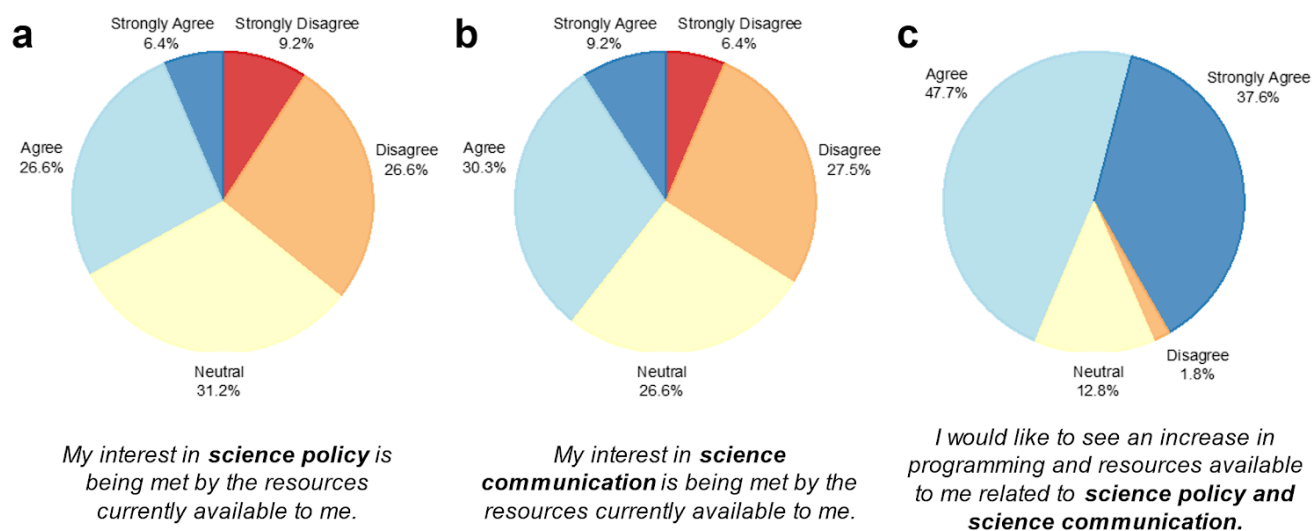 a
Strongly Agree
6.4%
Strongly Disagree
9.2%
Agree
26.6%
Disagree
26.6%
Neutral
31.2%
My interest in science policy is
being met by the resources
currently available to me.
b
Strongly Agree
9.2%
Strongly Disagree
6.4%
Agree
30.3%
Disagree
27.5%
Neutral
26.6%
My interest in science
communication is being met by the
resources currently available to me.
c
Agree
47.7%
Strongly Agree
37.6%
Neutral
12.8%
Disagree
1.8%
I would like to see an increase in
programming and resources available
to me related to science policy and
science communication.